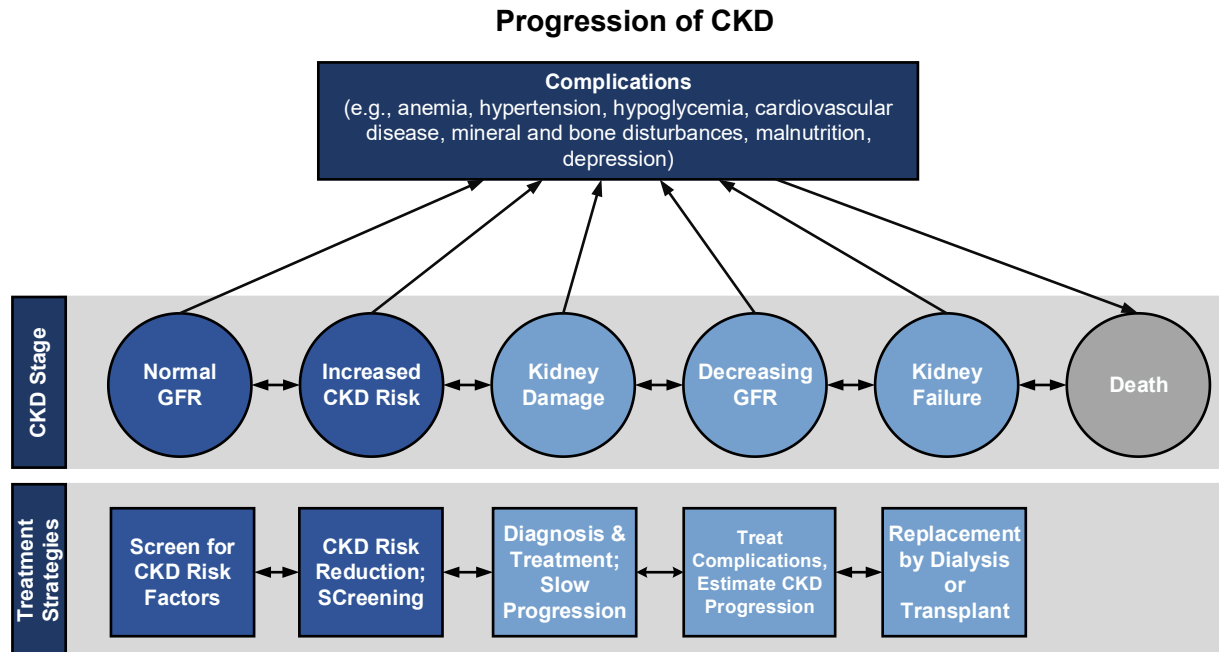 Progression of CKD
Complications
(e.g., anemia, hypertension, hypoglycemia, cardiovascular
disease, mineral and bone disturbances, malnutrition,
depression)
CKD Stage
Normal
GFR
Increased
CKD Risk
Kidney
Damage
Decreasing
GFR
Kidney
Failure
Death
Treatment
Strategies
Screen for
CKD Risk
Factors
CKD Risk
Reduction;
SCreening
Diagnosis &
Treatment;
Slow
Progression
Treat
Complications,
Estimate CKD
Progression
Replacement
by Dialysis
or
Transplant